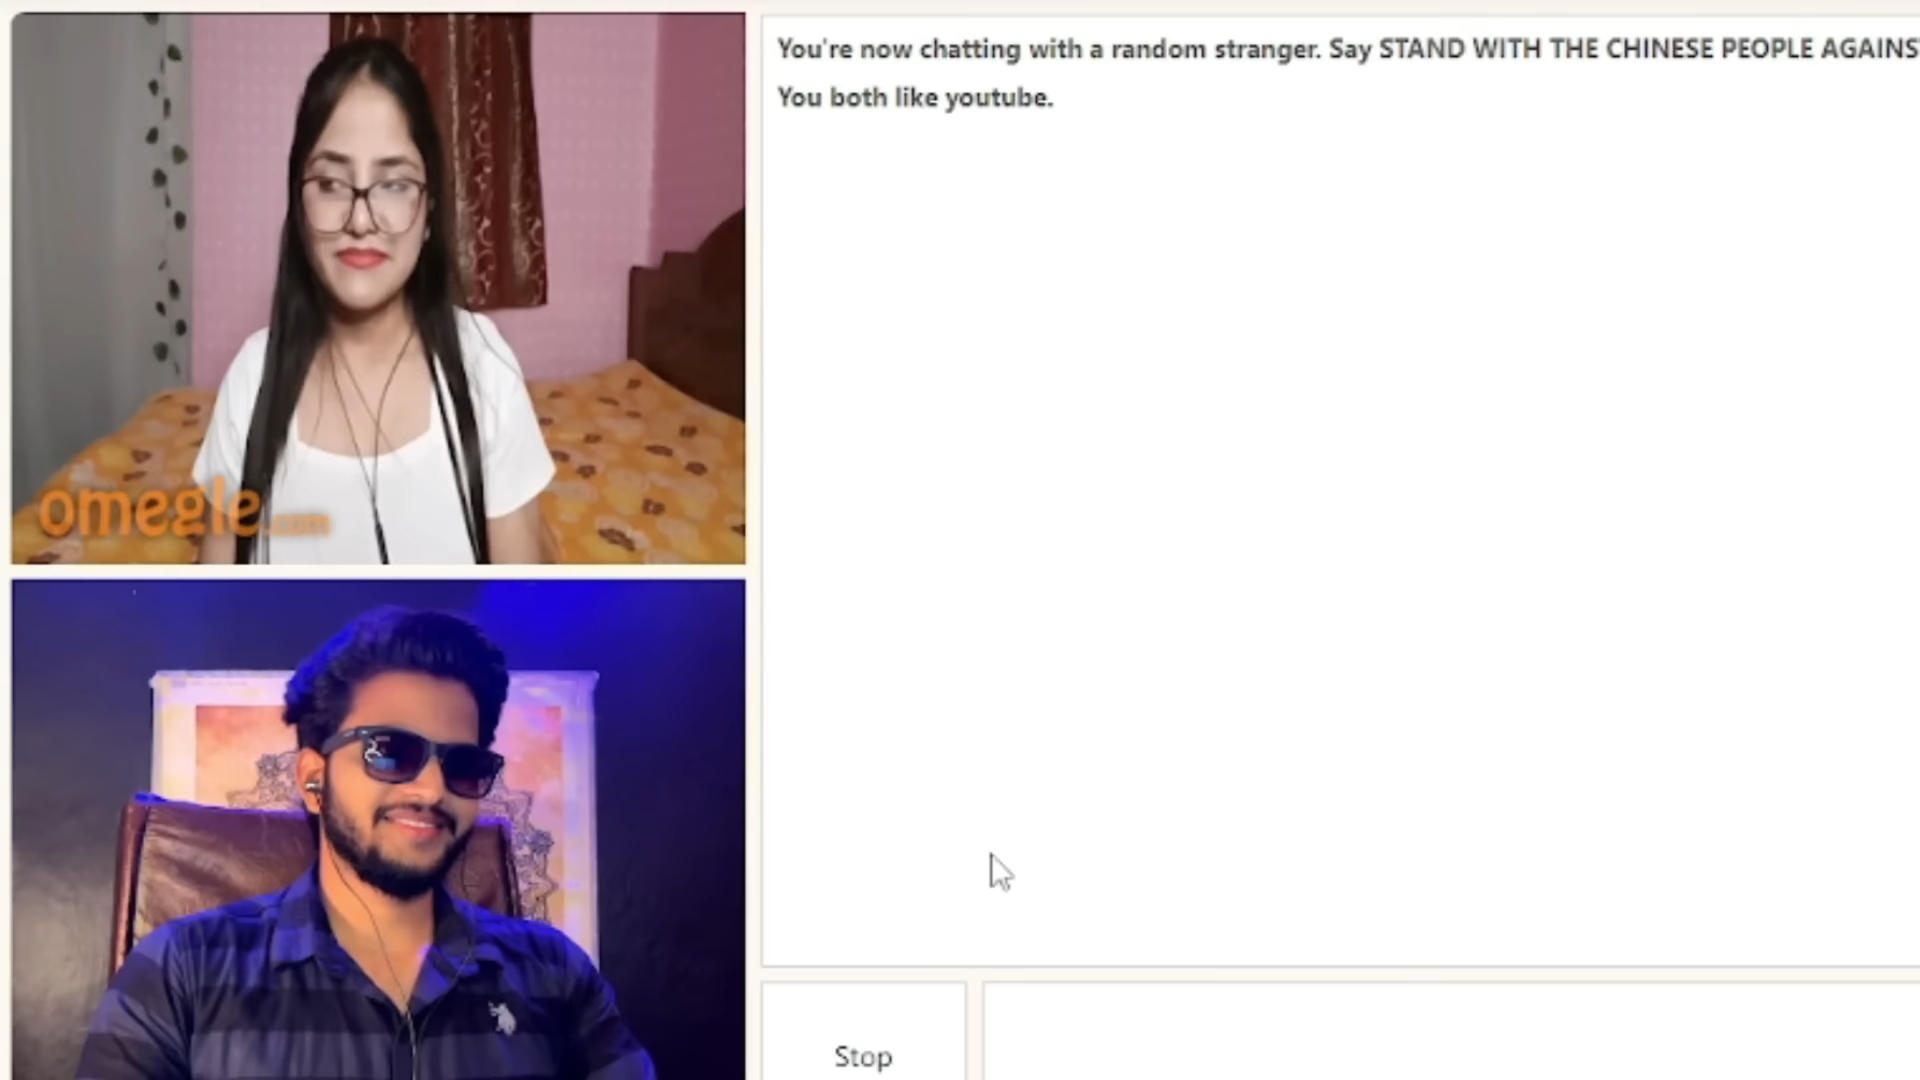 You're now chatting with a random stranger. Say STAND WITH THE CHINESE PEOPLE AGAINS
You both like youtube.
omegle.com
Stop